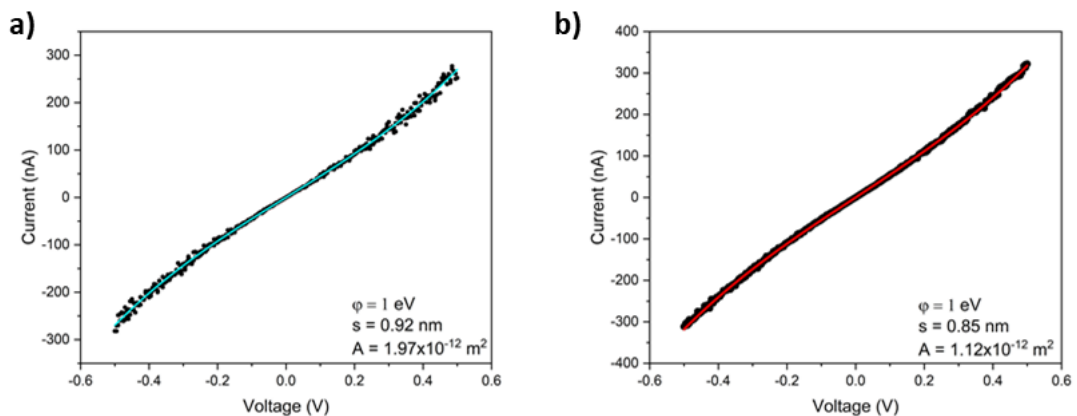 a)
300
200
100
0
-100
-200
-300
Current (nA)
-0.6 -0.4 -0.2 0.0 0.2 0.4 0.6
Voltage (V)
φ = 1 eV
s = 0.92 nm
A = 1.97x10⁻¹² m²
b)
400
300
200
100
0
-100
-200
-300
-400
Current (nA)
-0.6 -0.4 -0.2 0.0 0.2 0.4 0.6
Voltage (V)
φ = 1 eV
s = 0.85 nm
A = 1.12x10⁻¹² m²